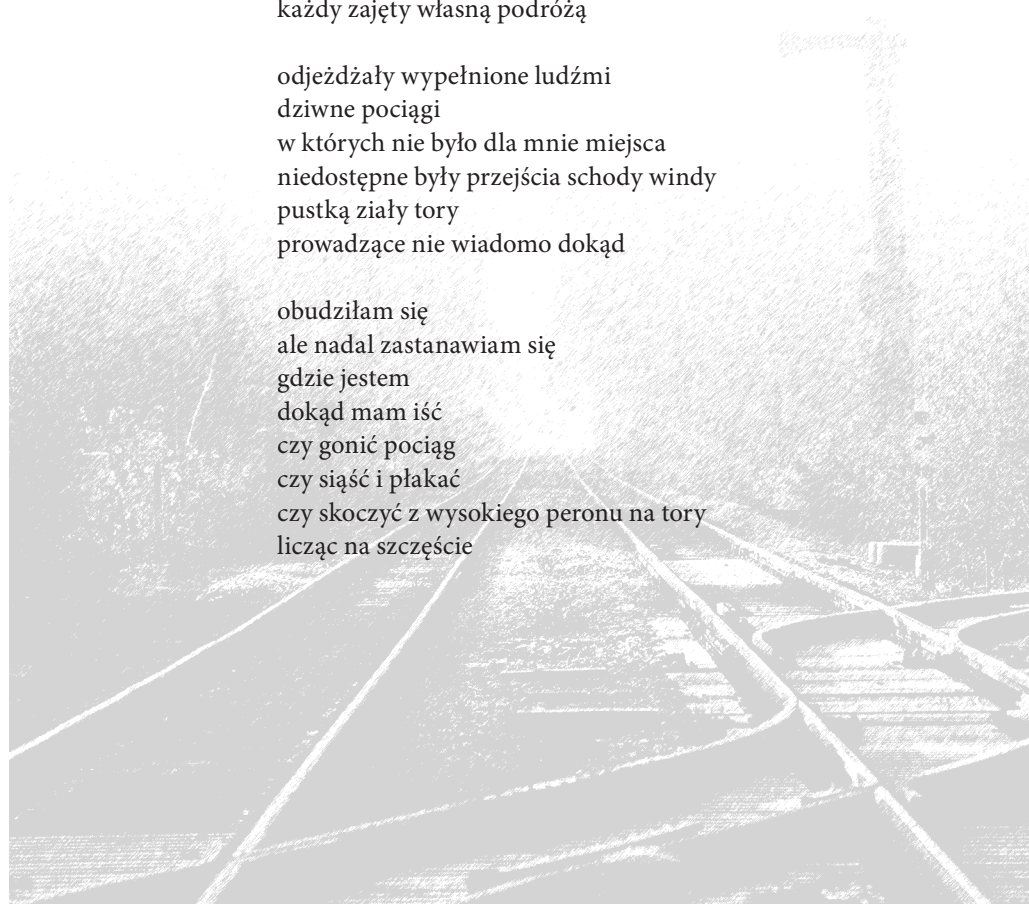 każdy zajęty własną podróżą
odjeżdżały wypełnione ludźmi
dziwne pociągi
w których nie było dla mnie miejsca
niedostępne były przejścia schody windy
pustką ziały tory
prowadzące nie wiadomo dokąd
obudziłam się
ale nadal zastanawiam się
gdzie jestem
dokąd mam iść
czy gonić pociąg
czy siąść i płakać
czy skoczyć z wysokiego peronu na tory
licząc na szczęście